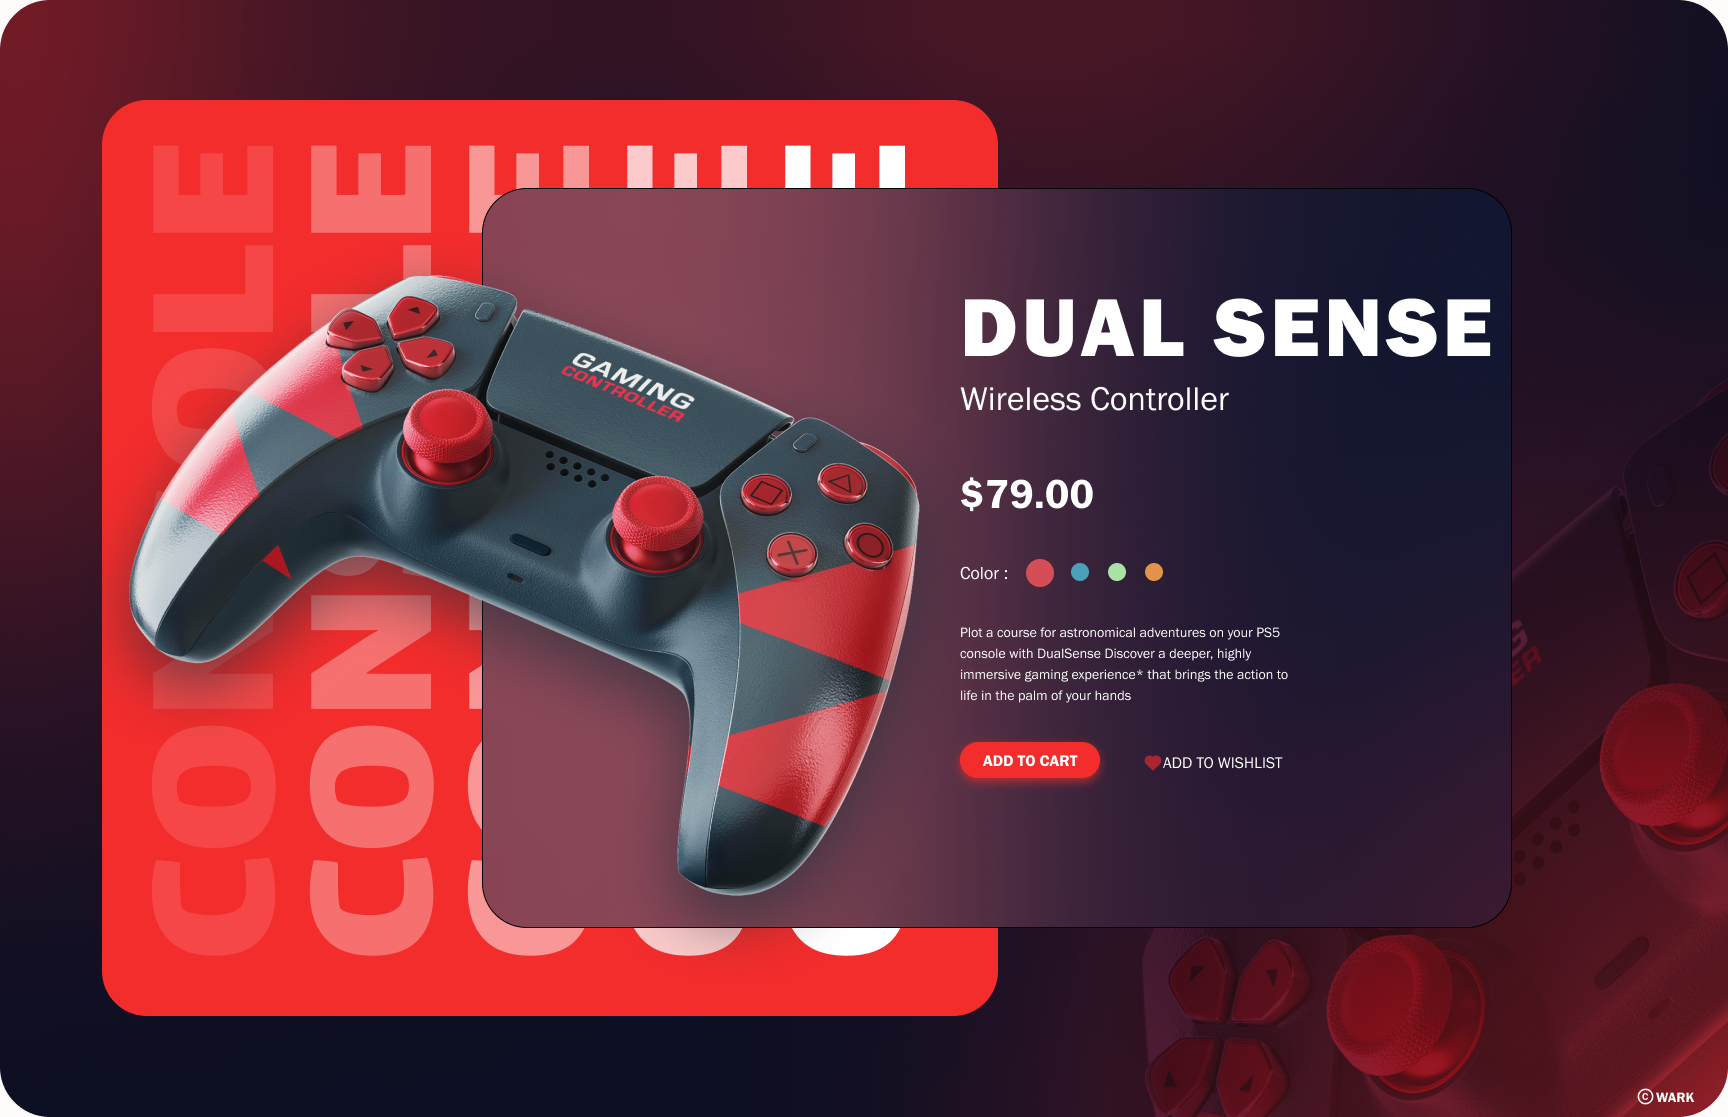 CONSOLE
CONSOLE
DUAL SENSE
Wireless Controller
$79.00
Color :
Plot a course for astronomical adventures on your PS5
console with DualSense Discover a deeper, highly
immersive gaming experience* that brings the action to
life in the palm of your hands
ADD TO CART
ADD TO WISHLIST
GAMING
CONTROLLER
© WARK